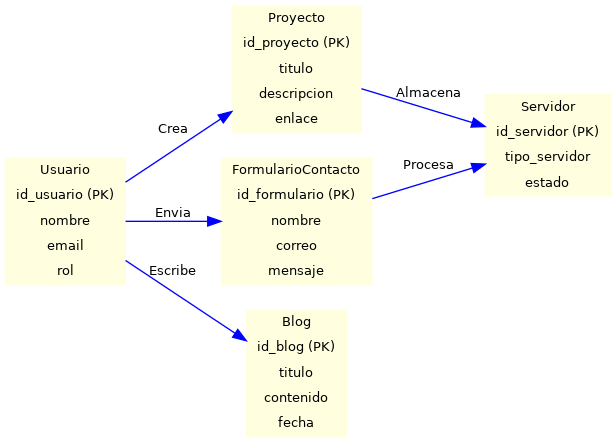 Proyecto
id_proyecto (PK)
titulo
descripcion
enlace
Almacena
Servidor
id_servidor (PK)
tipo_servidor
estado
Crea
Usuario
id_usuario (PK)
nombre
email
rol
Envia
FormularioContacto
id_formulario (PK)
nombre
correo
mensaje
Procesa
Escribe
Blog
id_blog (PK)
titulo
contenido
fecha